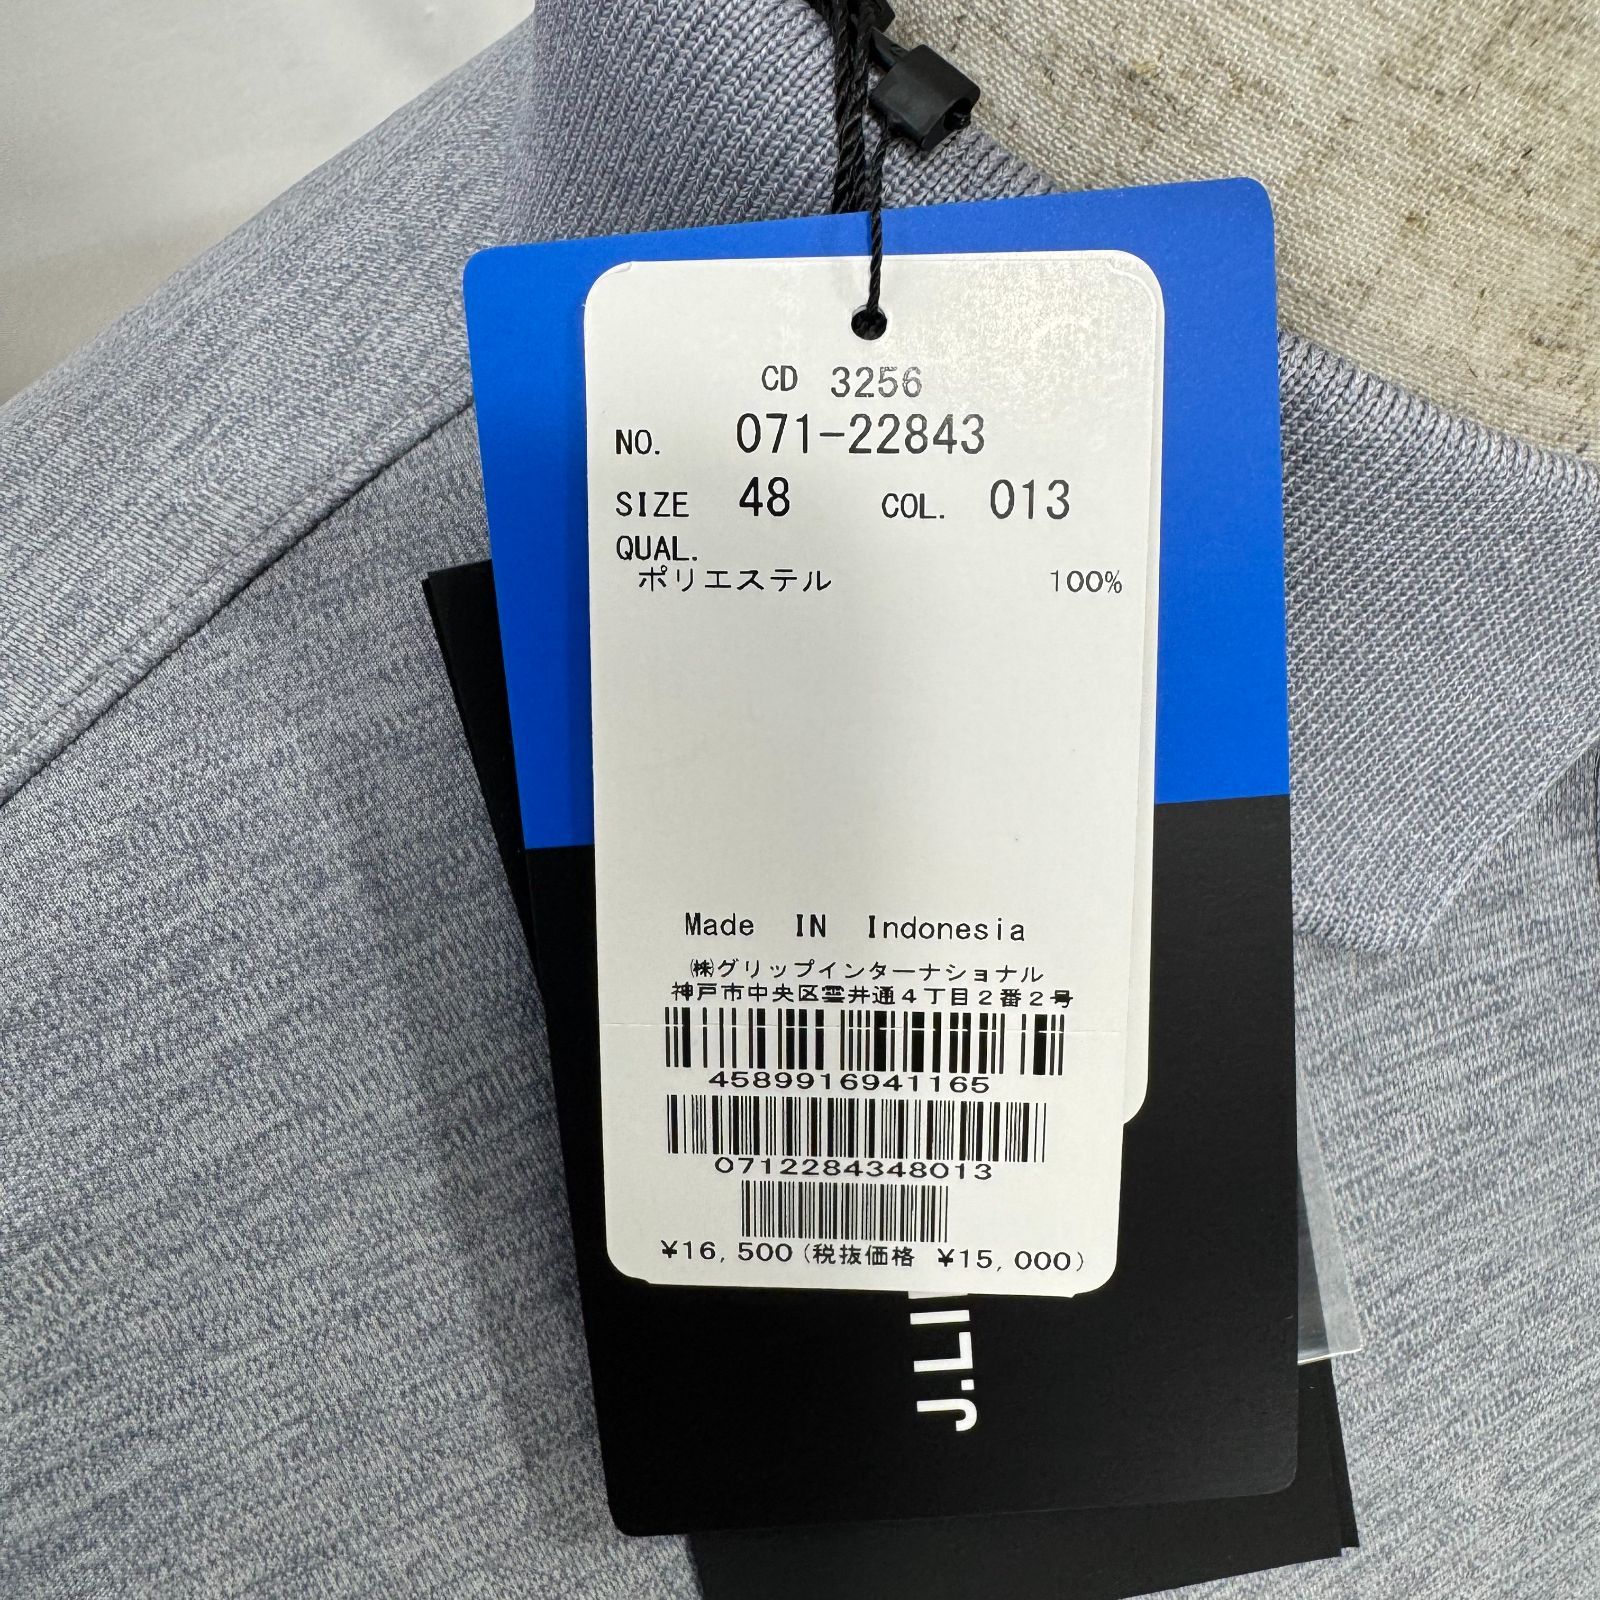 CD 3256
NO. 071-22843
SIZE 48 COL. 013
QUAL.
ポリエステル 100%
Made IN Indonesia
㈱グリップインターナショナル
神戸市中央区雲井通4丁目2番2号
4589916941165
0712284348013
¥16,500(税抜価格 ¥15,000)
J.LI